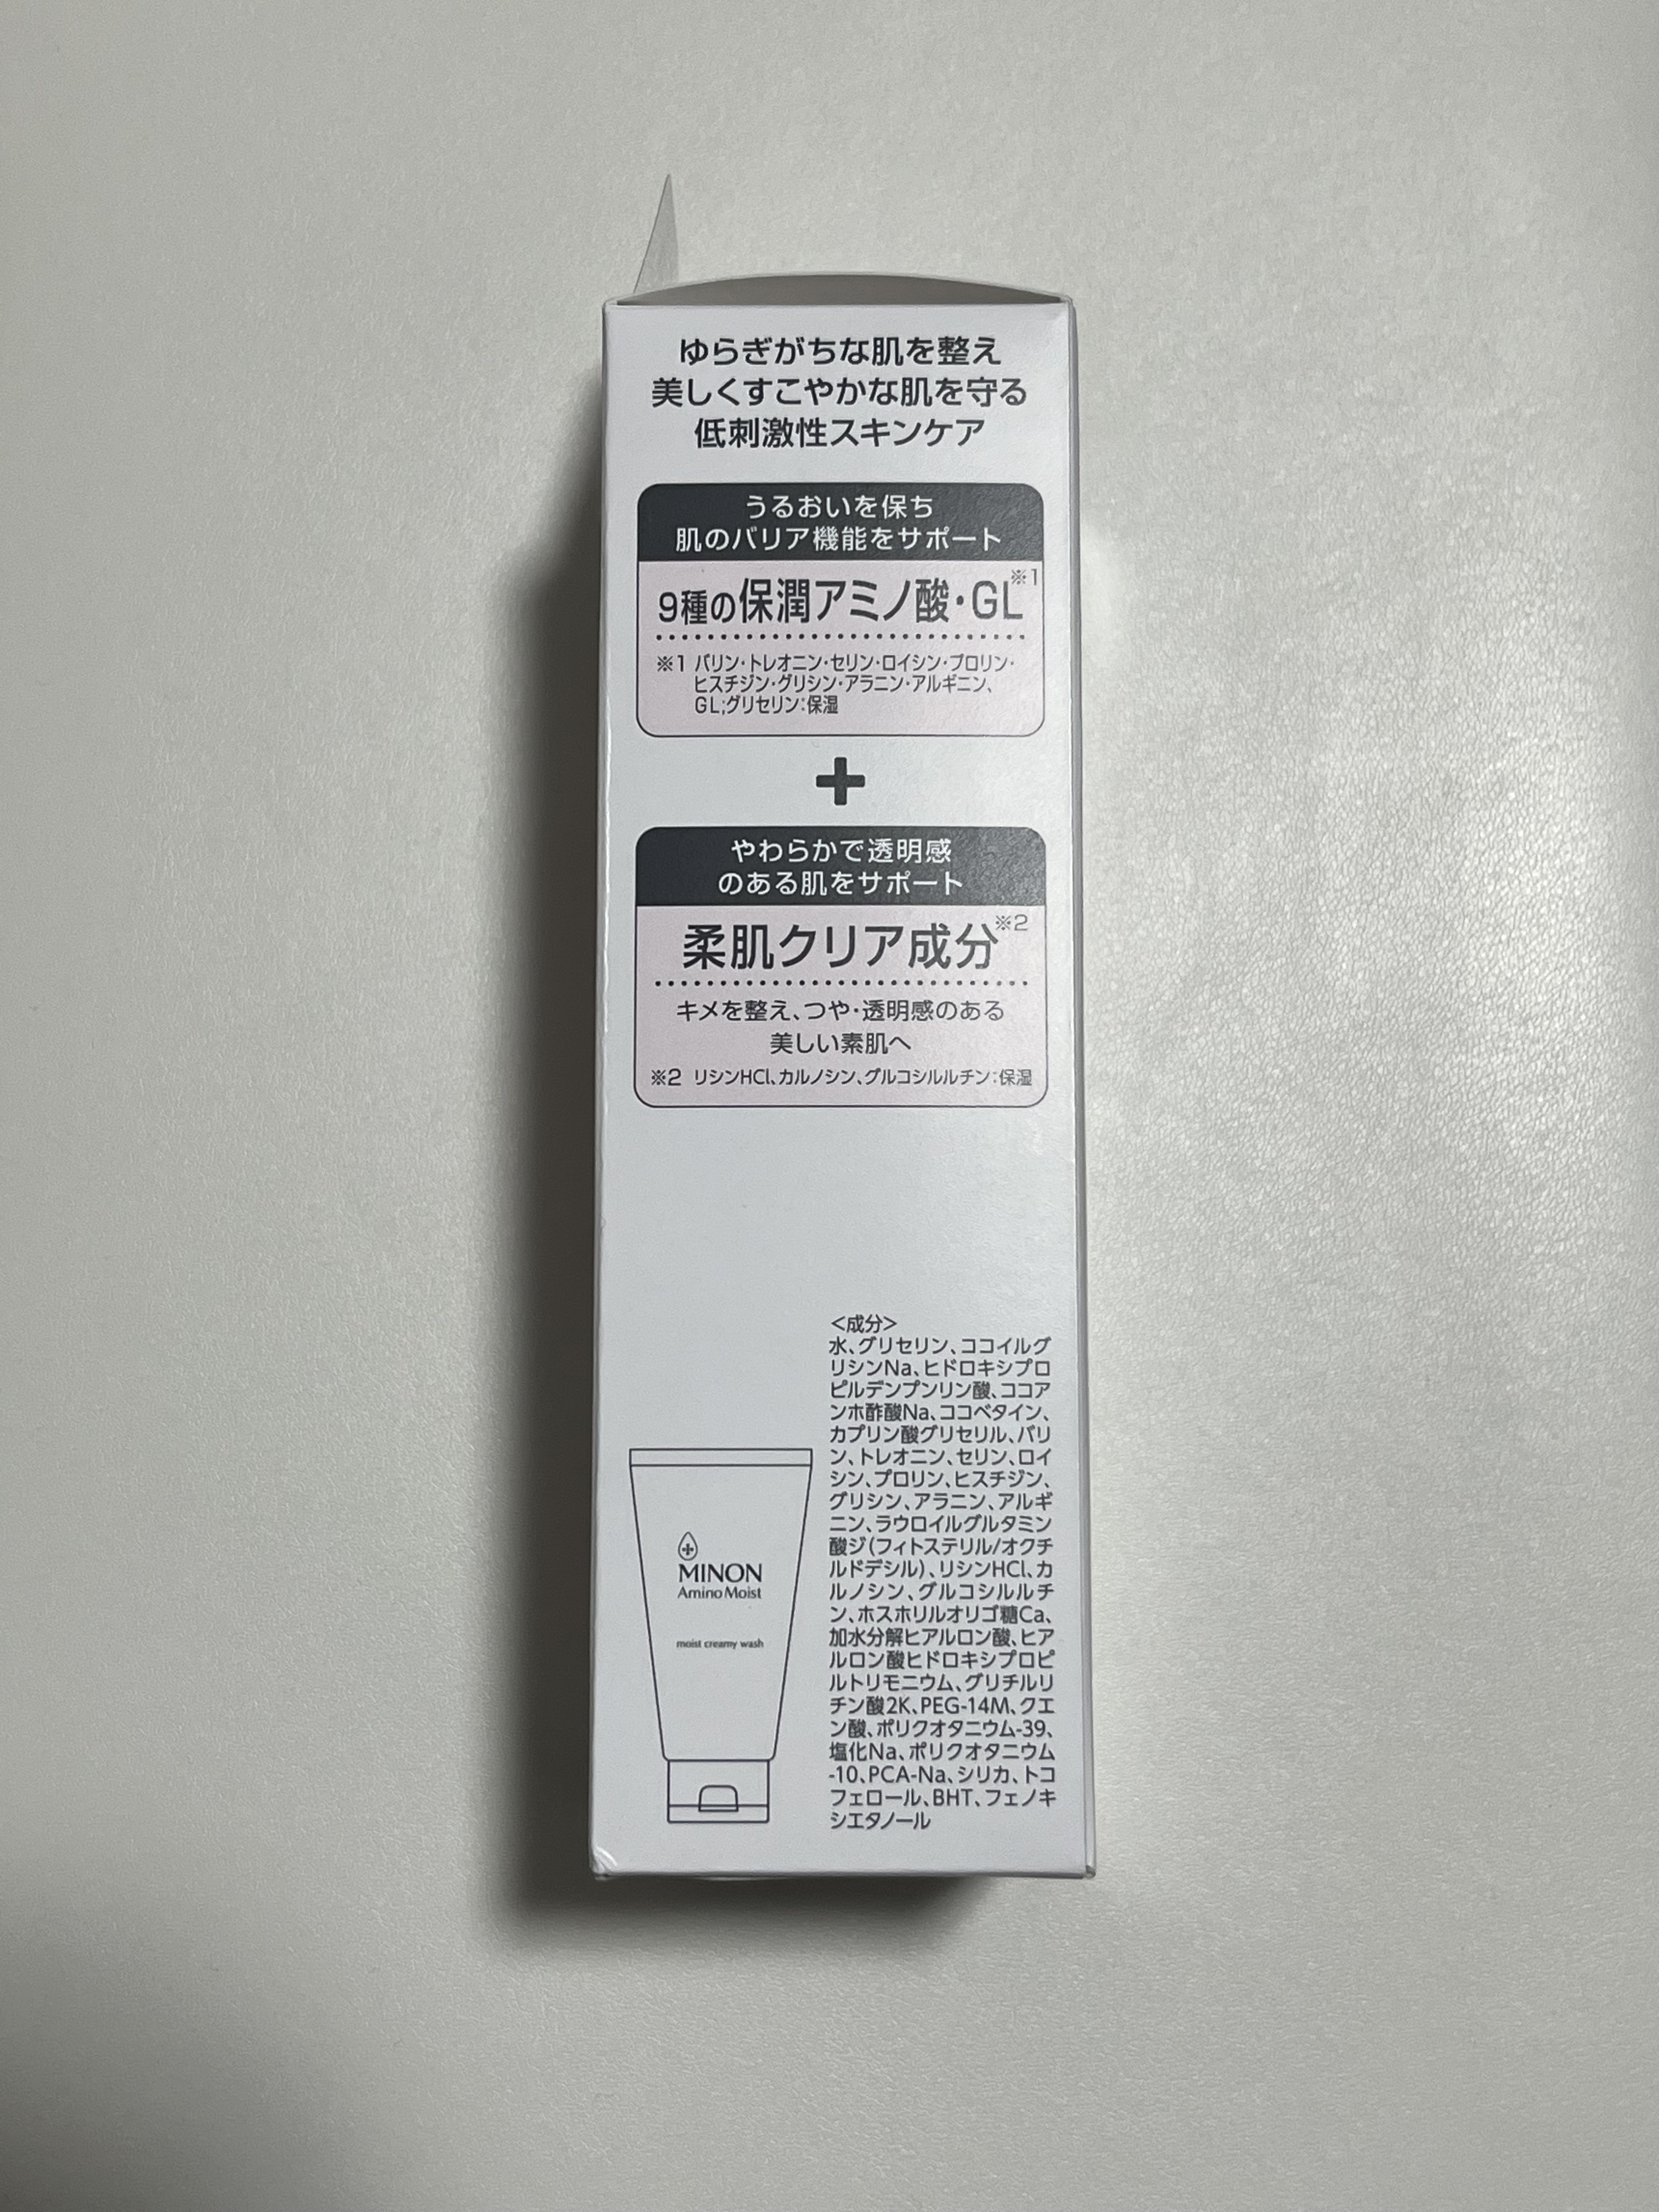 ゆらぎがちな肌を整え
美しくすこやかな肌を守る
低刺激性スキンケア
うるおいを保ち
肌のバリア機能をサポート
9種の保潤アミノ酸・GL※1
※1 バリン・トレオニン・セリン・ロイシン・プロリン・
ヒスチジン・グリシン・アラニン・アルギニン、
GL;グリセリン:保湿
+
やわらかで透明感
のある肌をサポート
柔肌クリア成分※2
キメを整え、つや・透明感のある
美しい素肌へ
※2 リシンHCl、カルノシン、グルコシルルチン:保湿
<成分>
水、グリセリン、ココイルグ
リシンNa、ヒドロキシプロ
ピルデンプンリン酸、ココア
ンホ酢酸Na、ココベタイン、
カプリン酸グリセリル、バリ
ン、トレオニン、セリン、ロイ
シン、プロリン、ヒスチジン、
グリシン、アラニン、アルギ
ニン、ラウロイルグルタミン
酸ジ(フィトステリル/オクチ
ルドデシル)、リシンHCl、カ
ルノシン、グルコシルルチ
ン、ホスホリルオリゴ糖Ca、
加水分解ヒアルロン酸、ヒア
ルロン酸ヒドロキシプロピ
ルトリモニウム、グリチルリ
チン酸2K、PEG-14M、クエ
ン酸、ポリクオタニウム-39、
塩化Na、ポリクオタニウム
-10、PCA-Na、シリカ、トコ
フェロール、BHT、フェノキ
シエタノール
MINON
Amino Moist
moist creamy wash